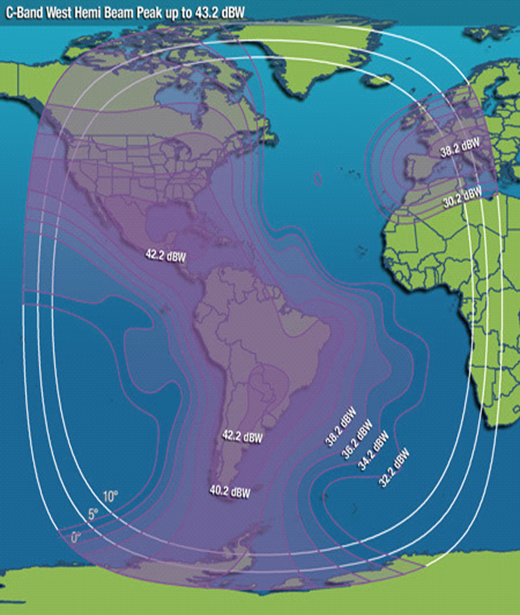 C-Band West Hemi Beam Peak up to 43.2 dBW
38.2 dBW
30.2 dBW
42.2 dBW
42.2 dBW
38.2 dBW
36.2 dBW
34.2 dBW
32.2 dBW
40.2 dBW
10°
5°
0°